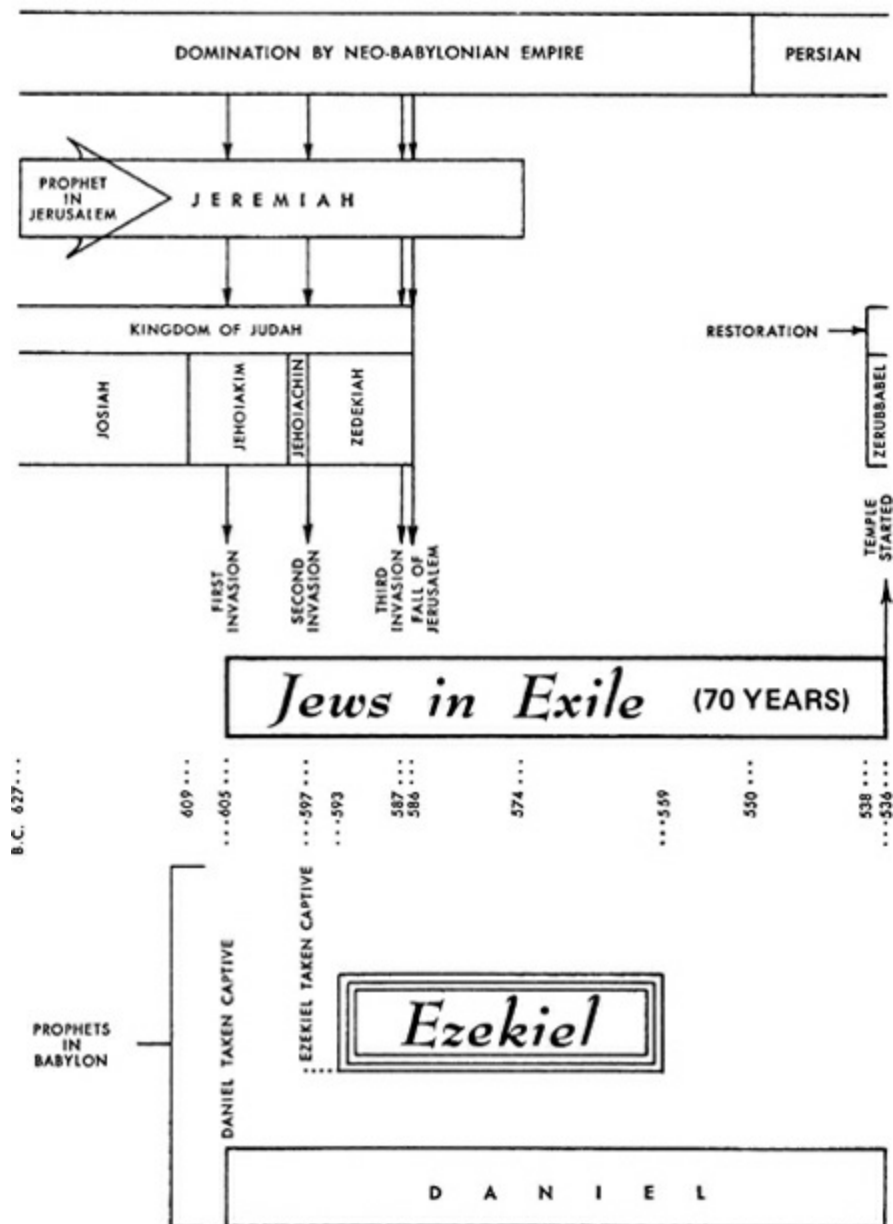 DOMINATION BY NEO-BABYLONIAN EMPIRE
PERSIAN
PROPHET
IN
JERUSALEM
JEREMIAH
KINGDOM OF JUDAH
RESTORATION
JOSIAH
JEHOIAKIM
JEHOIACHIN
ZEDEKIAH
ZERUBBABEL
FIRST
INVASION
SECOND
INVASION
THIRD
INVASION
FALL OF
JERUSALEM
TEMPLE
STARTED
Jews in Exile (70 YEARS)
B.C. 627...
609...
...605...
...597...
...593
587...
586...
574...
...559
550...
538...
...536...
PROPHETS
IN
BABYLON
DANIEL TAKEN CAPTIVE
EZEKIEL TAKEN CAPTIVE
Ezekiel
DANIEL